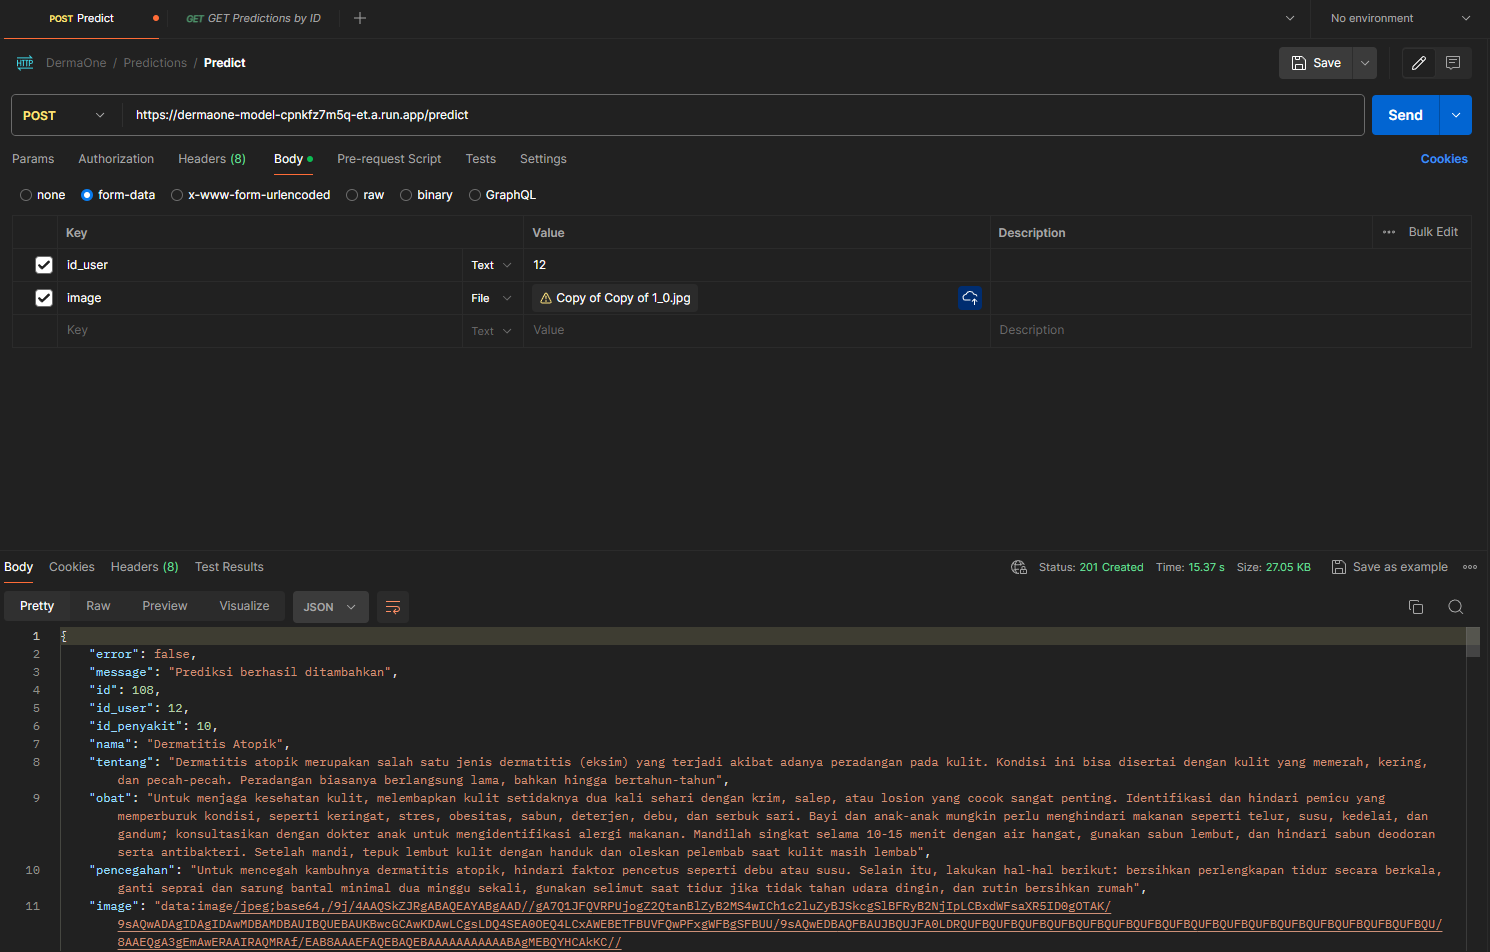 POST Predict
GET GET Predictions by ID
No environment
HTTP DermaOne / Predictions / Predict
Save
POST https://dermaone-model-cpnkfz7m5q-et.a.run.app/predict
Send
Params Authorization Headers (8) Body Pre-request Script Tests Settings Cookies
none form-data x-www-form-urlencoded raw binary GraphQL
Key Value Description Bulk Edit
id_user Text 12
image File Copy of Copy of 1_0.jpg
Key Text Value Description
Body Cookies Headers (8) Test Results Status: 201 Created Time: 15.37 s Size: 27.05 KB Save as example
Pretty Raw Preview Visualize JSON
1 {
2 "error": false,
3 "message": "Prediksi berhasil ditambahkan",
4 "id": 108,
5 "id_user": 12,
6 "id_penyakit": 10,
7 "nama": "Dermatitis Atopik",
8 "tentang": "Dermatitis atopik merupakan salah satu jenis dermatitis (eksim) yang terjadi akibat adanya peradangan pada kulit. Kondisi ini bisa disertai dengan kulit yang memerah, kering,
dan pecah-pecah. Peradangan biasanya berlangsung lama, bahkan hingga bertahun-tahun",
9 "obat": "Untuk menjaga kesehatan kulit, melembapkan kulit setidaknya dua kali sehari dengan krim, salep, atau losion yang cocok sangat penting. Identifikasi dan hindari pemicu yang
memperburuk kondisi, seperti keringat, stres, obesitas, sabun, deterjen, debu, dan serbuk sari. Bayi dan anak-anak mungkin perlu menghindari makanan seperti telur, susu, kedelai, dan
gandum; konsultasikan dengan dokter anak untuk mengidentifikasi alergi makanan. Mandilah singkat selama 10-15 menit dengan air hangat, gunakan sabun lembut, dan hindari sabun deodoran
serta antibakteri. Setelah mandi, tepuk lembut kulit dengan handuk dan oleskan pelembab saat kulit masih lembab",
10 "pencegahan": "Untuk mencegah kambuhnya dermatitis atopik, hindari faktor pencetus seperti debu atau susu. Selain itu, lakukan hal-hal berikut: bersihkan perlengkapan tidur secara berkala,
ganti seprai dan sarung bantal minimal dua minggu sekali, gunakan selimut saat tidur jika tidak tahan udara dingin, dan rutin bersihkan rumah",
11 "image": "data:image/jpeg;base64,/9j/4AAQSkZJRgABAQEAYABgAAD//gA7Q1JFQVRPUjogZ2QtanBlZyB2MS4wICh1c2luZyBJSkcgSlBFRyB2NjIpLCBxdWFsaXR5ID0gOTAK/
9sAQwADAgIDAgIDAwMDBAMDBAUIBQUEBAUKBwcGCAwKDAwLCgsLDQ4SEA0OEQ4LCxAWEBETFBUVFQwPFxgWFBgSFBUU/9sAQwEDBAQFBAUJBQUJFA0LDRQUFBQUFBQUFBQUFBQUFBQUFBQUFBQUFBQUFBQUFBQUFBQUFBQUFBQUFBQUFBQUFBQU/
8AAEQgA3gEmAwERAAIRAQMRAf/EAB8AAAEFAQEBAQEBAAAAAAAAAAABAgMEBQYHCAkKC//